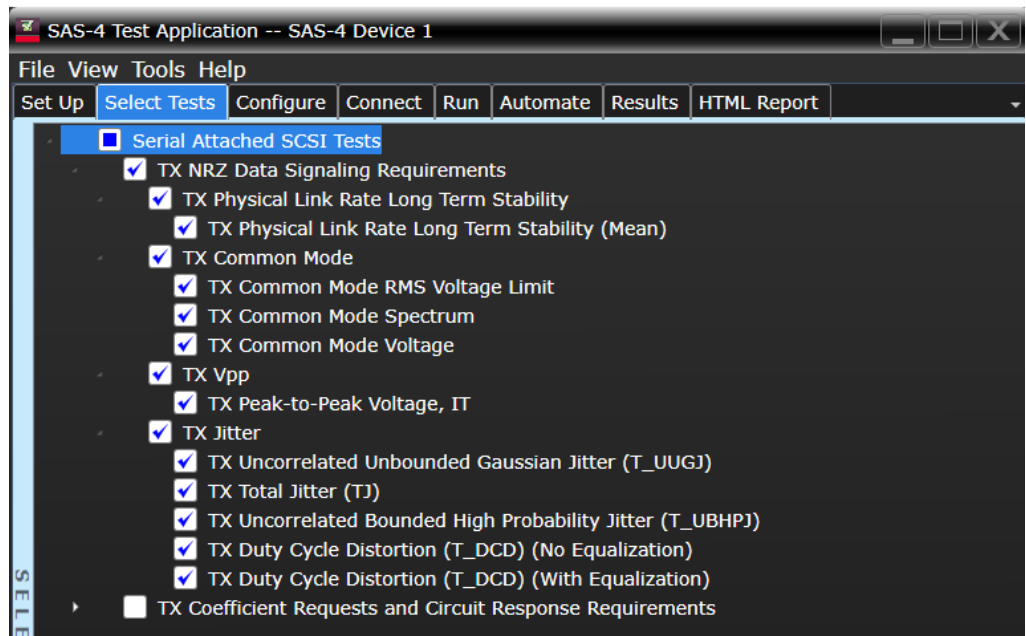 SAS-4 Test Application -- SAS-4 Device 1
File View Tools Help
Set Up Select Tests Configure Connect Run Automate Results HTML Report
Serial Attached SCSI Tests
TX NRZ Data Signaling Requirements
TX Physical Link Rate Long Term Stability
TX Physical Link Rate Long Term Stability (Mean)
TX Common Mode
TX Common Mode RMS Voltage Limit
TX Common Mode Spectrum
TX Common Mode Voltage
TX Vpp
TX Peak-to-Peak Voltage, IT
TX Jitter
TX Uncorrelated Unbounded Gaussian Jitter (T_UUGJ)
TX Total Jitter (TJ)
TX Uncorrelated Bounded High Probability Jitter (T_UBHPJ)
TX Duty Cycle Distortion (T_DCD) (No Equalization)
TX Duty Cycle Distortion (T_DCD) (With Equalization)
TX Coefficient Requests and Circuit Response Requirements
SELE